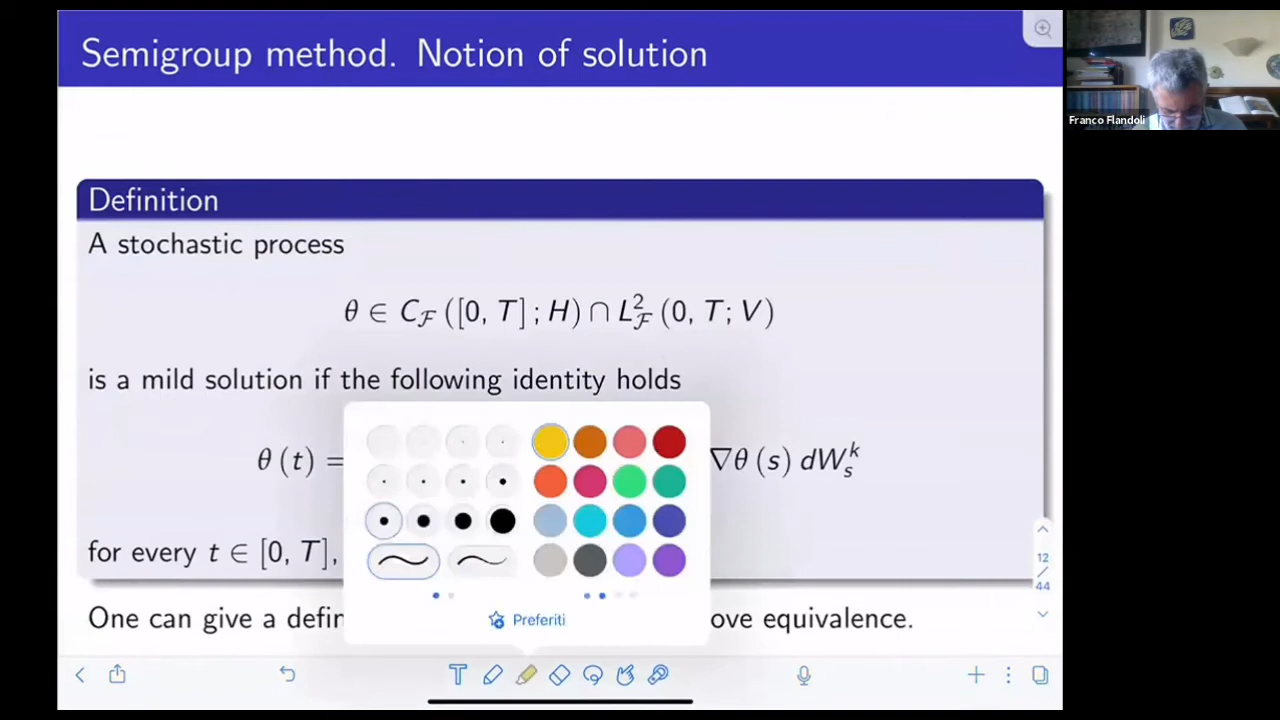 Semigroup method. Notion of solution
Franco Flandoli
Definition
A stochastic process
θ ∈ C_ℱ ([0, T] ; H) ∩ L²_ℱ (0, T; V)
is a mild solution if the following identity holds
θ (t) = ∇θ (s) dW_s^k
for every t ∈ [0, T],
12
/
44
One can give a defin ove equivalence.
Preferiti